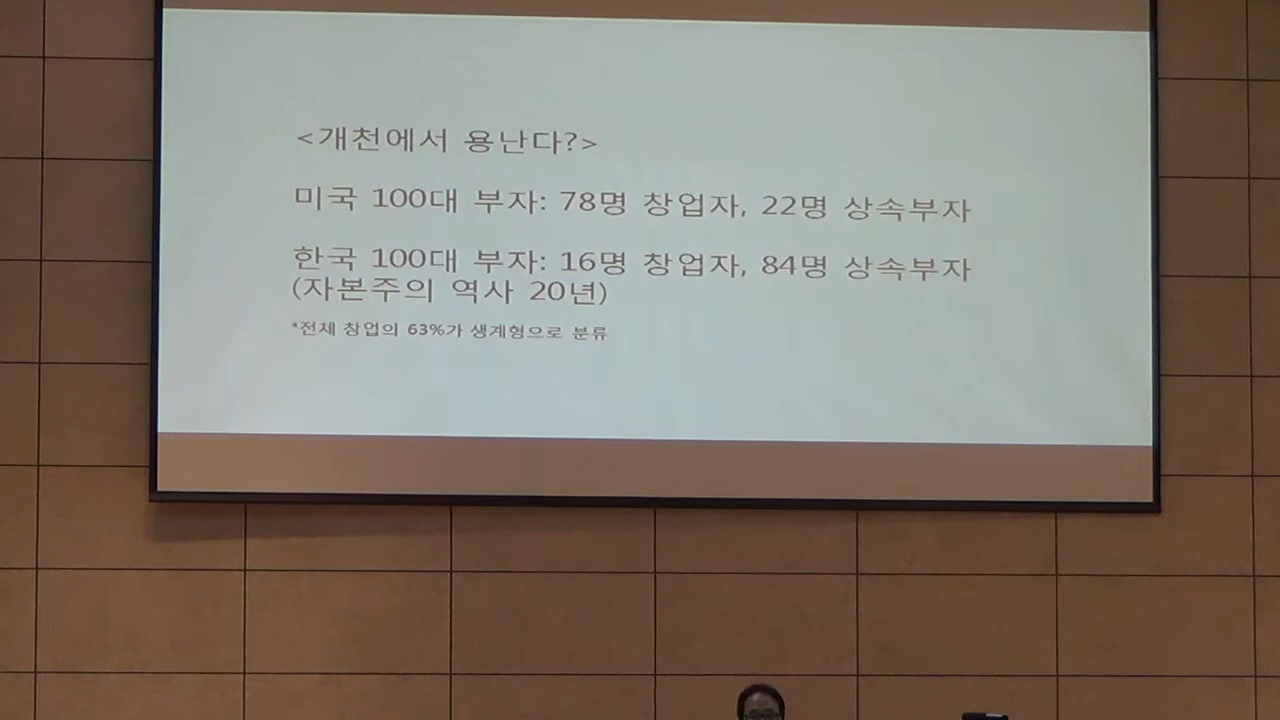 <개천에서 용난다?>
미국 100대 부자: 78명 창업자, 22명 상속부자
한국 100대 부자: 16명 창업자, 84명 상속부자
(자본주의 역사 20년)
*전체 창업의 63%가 생계형으로 분류